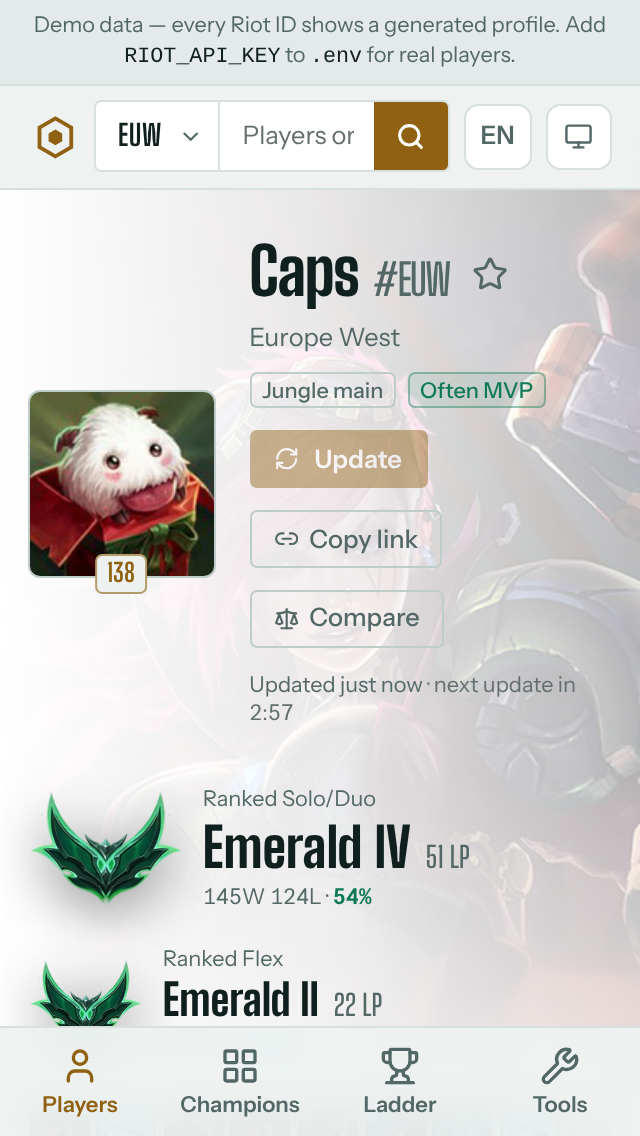 Demo data — every Riot ID shows a generated profile. Add
RIOT_API_KEY to .env for real players.
EUW
Players or
EN
Caps #EUW
Europe West
Jungle main
Often MVP
Update
Copy link
Compare
138
Updated just now · next update in
2:57
Ranked Solo/Duo
Emerald IV 51 LP
145W 124L · 54%
Ranked Flex
Emerald II 22 LP
Players
Champions
Ladder
Tools